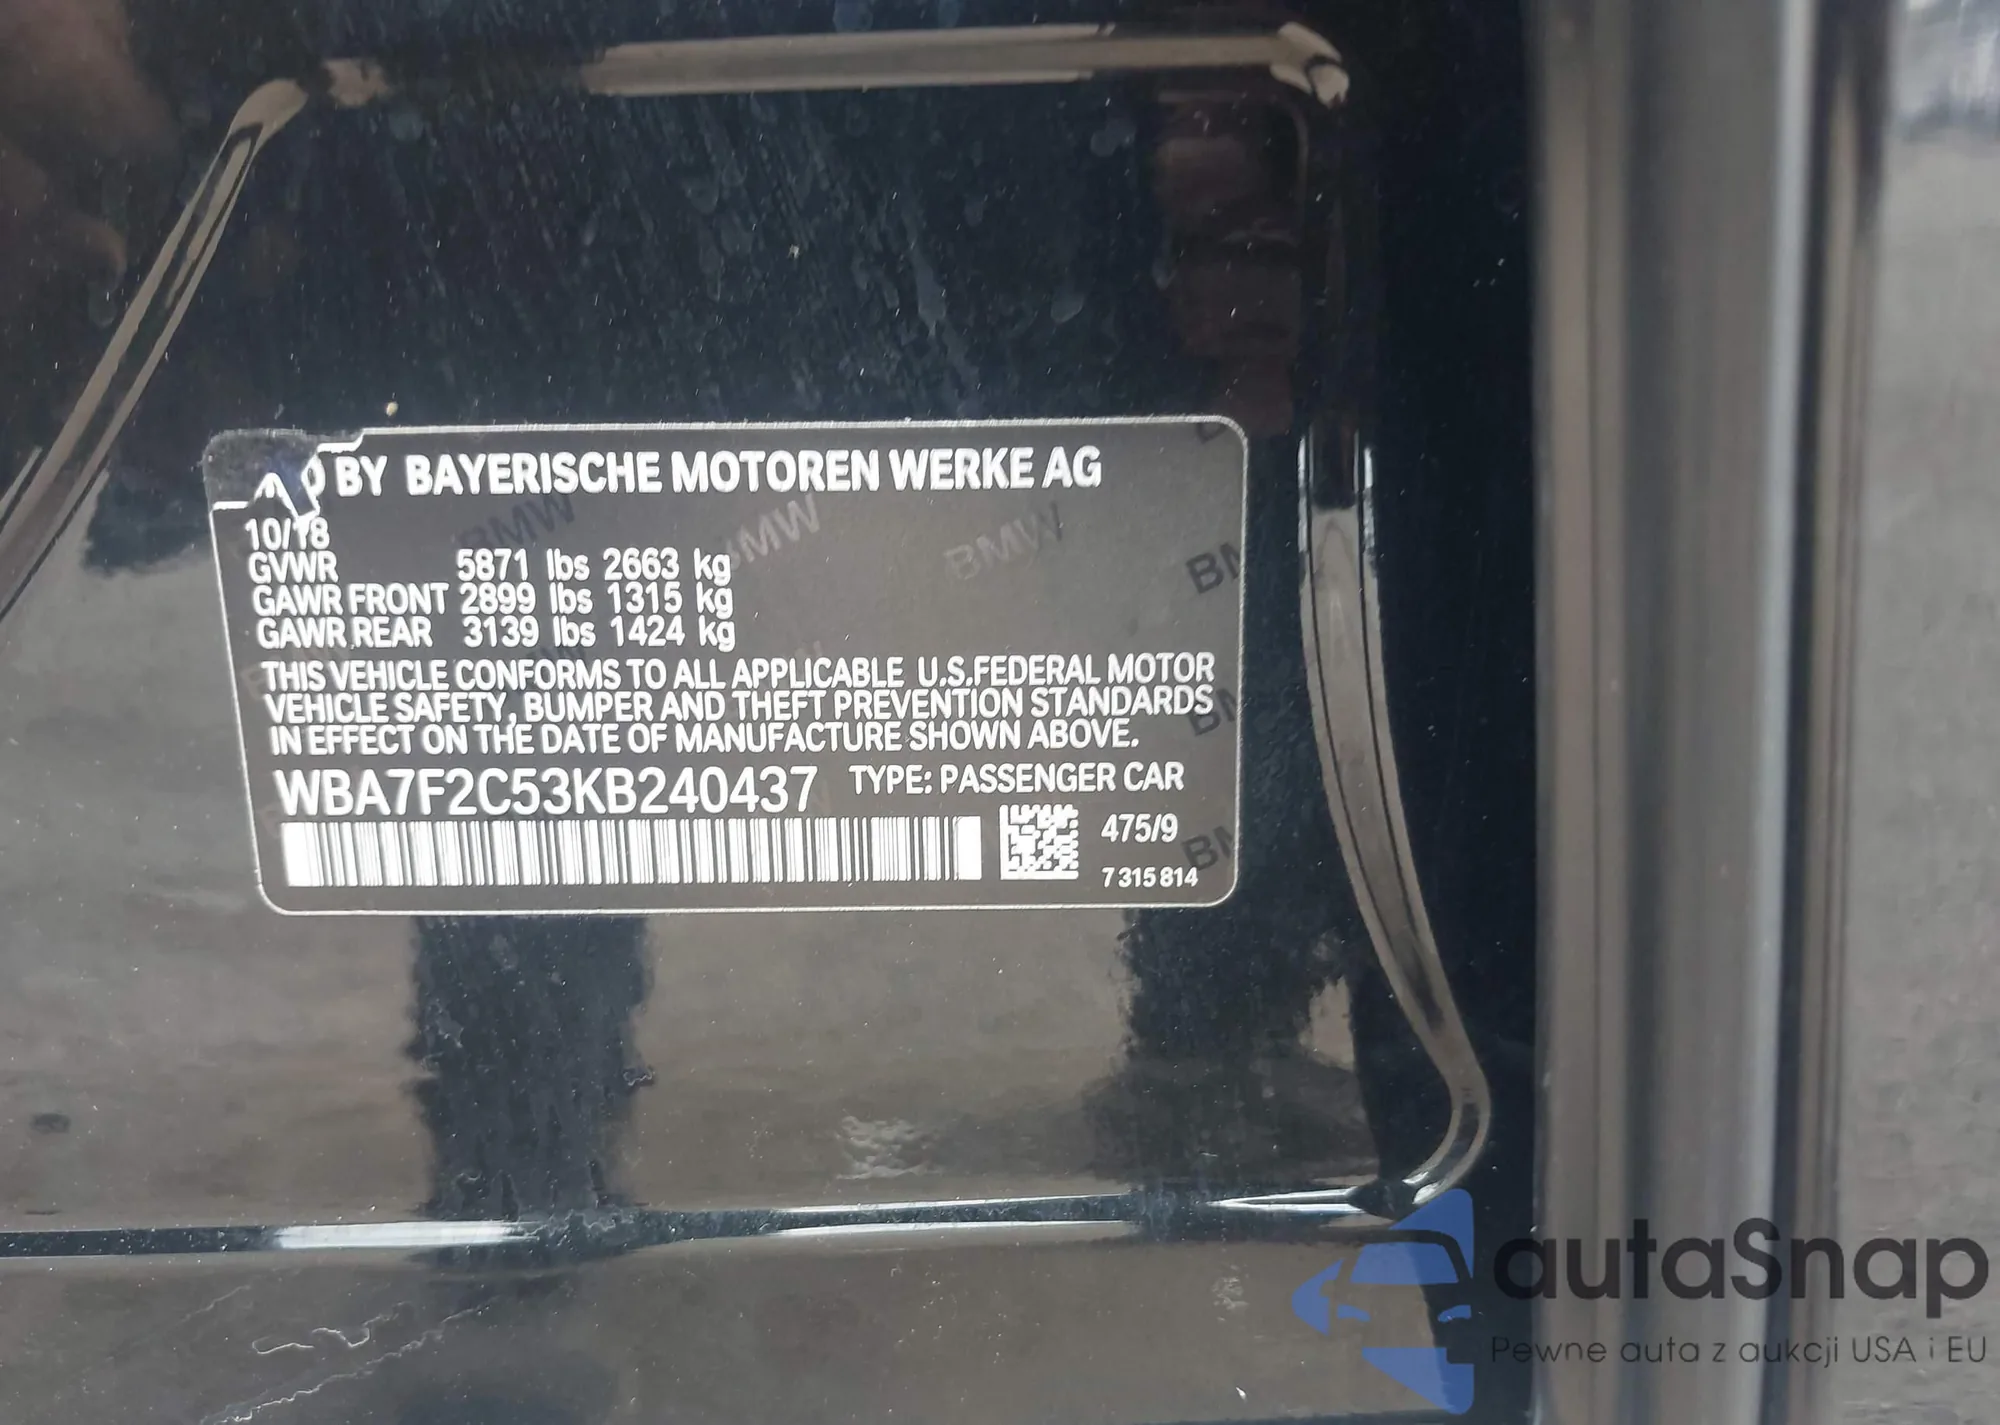 BY BAYERISCHE MOTOREN WERKE AG
10/18
GVWR 5871 lbs 2663 kg
GAWR FRONT 2899 lbs 1315 kg
GAWR REAR 3139 lbs 1424 kg
THIS VEHICLE CONFORMS TO ALL APPLICABLE U.S.FEDERAL MOTOR
VEHICLE SAFETY, BUMPER AND THEFT PREVENTION STANDARDS
IN EFFECT ON THE DATE OF MANUFACTURE SHOWN ABOVE.
WBA7F2C53KB240437 TYPE: PASSENGER CAR
475/9
7 315 814
BMW BMW BMW
autaSnap
Pewne auta z aukcji USA i EU